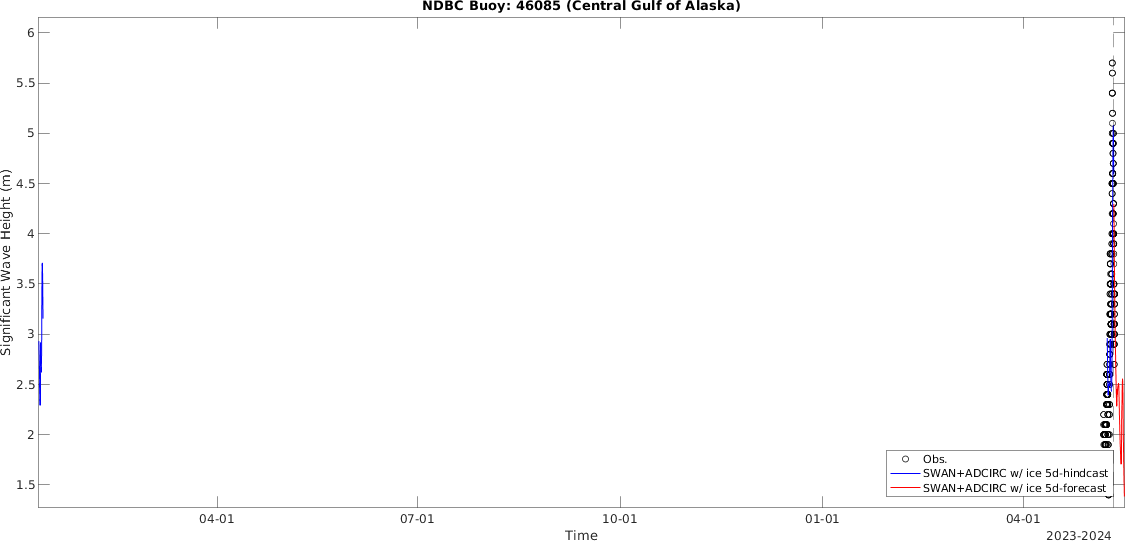 NDBC Buoy: 46085 (Central Gulf of Alaska)
6
5.5
5
4.5
4
3.5
3
2.5
2
1.5
Significant Wave Height (m)
Obs.
SWAN+ADCIRC w/ ice 5d-hindcast
SWAN+ADCIRC w/ ice 5d-forecast
04-01
07-01
10-01
01-01
04-01
Time
2023-2024